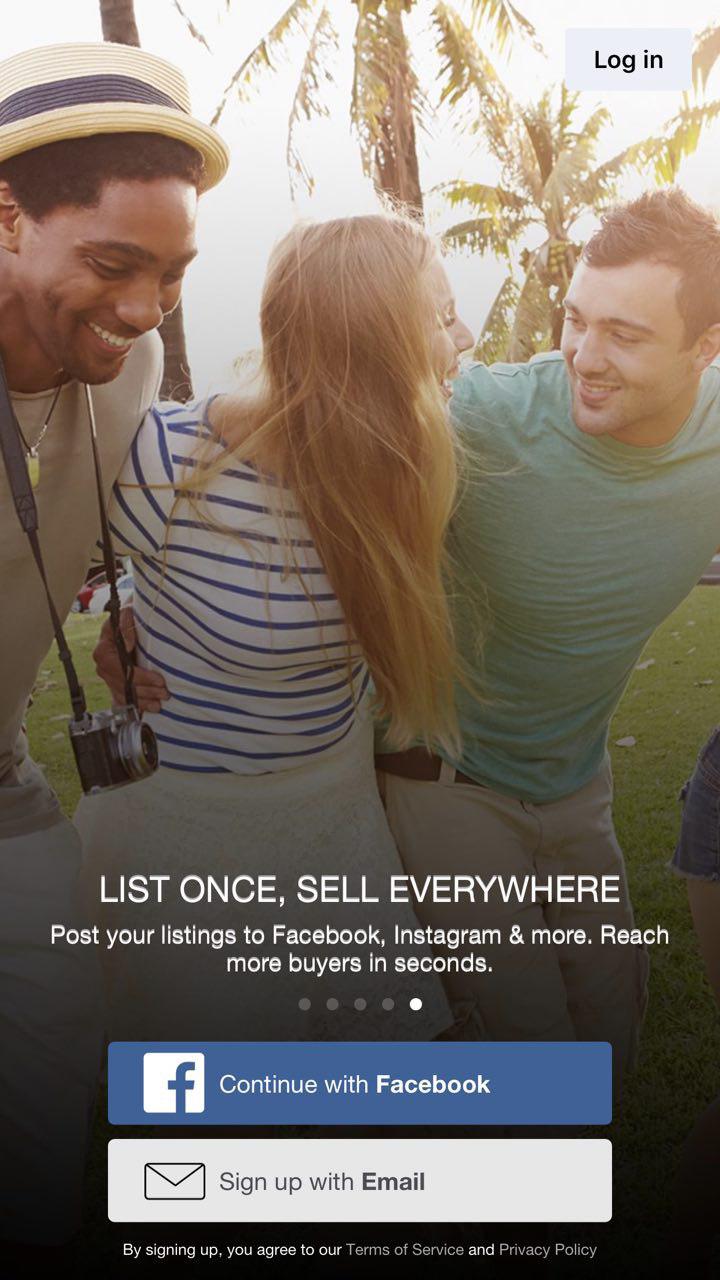 Log in
LIST ONCE, SELL EVERYWHERE
Post your listings to Facebook, Instagram & more. Reach
more buyers in seconds.
Continue with Facebook
Sign up with Email
By signing up, you agree to our Terms of Service and Privacy Policy